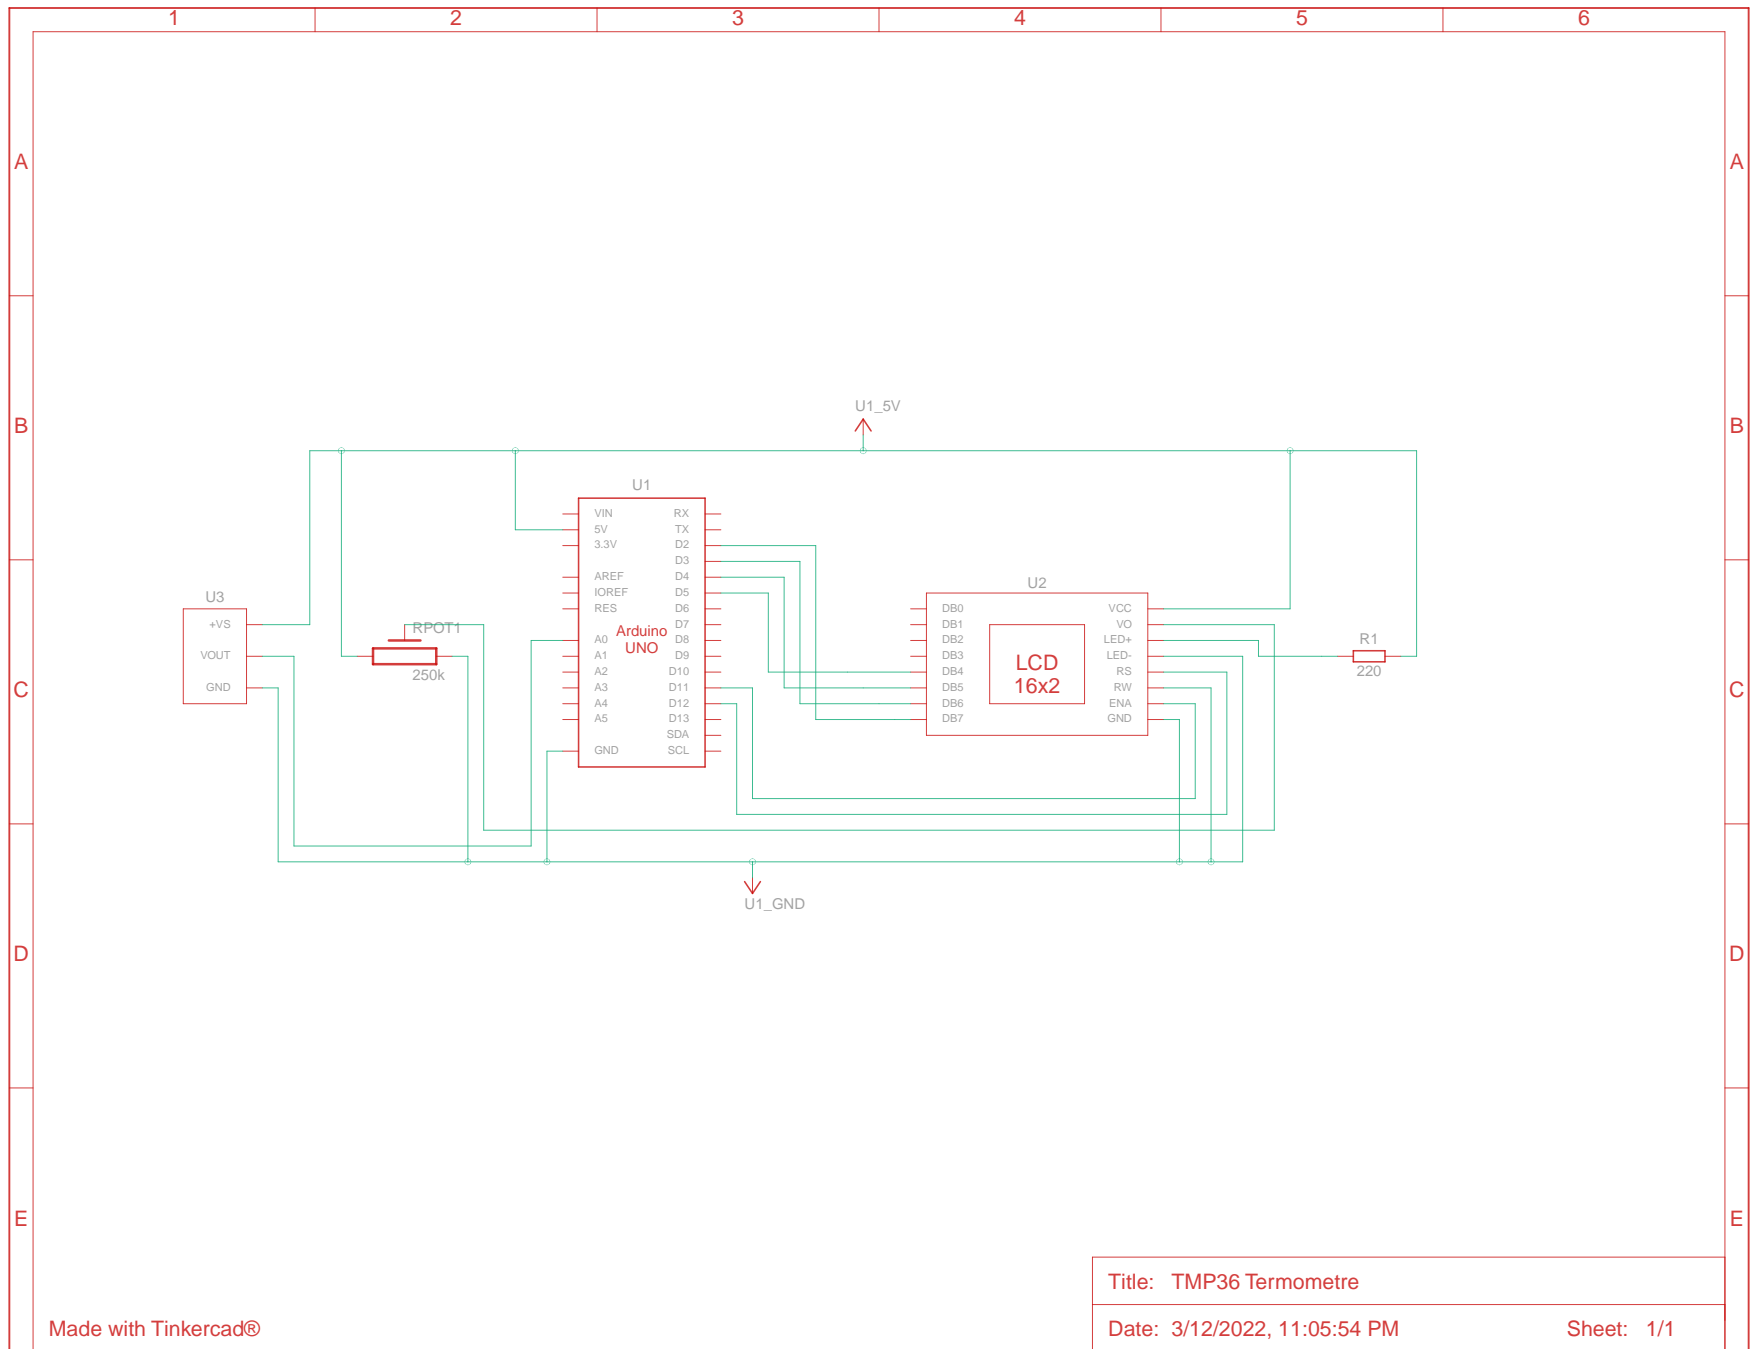 1 2 3 4 5 6
A A
B B
C C
D D
E E
U1_5V
U1
VIN RX
5V TX
3.3V D2
D3
AREF D4
IOREF D5
RES D6
D7
A0 D8
A1 D9
A2 D10
A3 D11
A4 D12
A5 D13
SDA
GND SCL
Arduino
UNO
U3
+VS
VOUT
GND
RPOT1
250k
U2
DB0 VCC
DB1 VO
DB2 LED+
DB3 LED-
DB4 RS
DB5 RW
DB6 ENA
DB7 GND
LCD
16x2
R1
220
U1_GND
Title: TMP36 Termometre
Made with Tinkercad®
Date: 3/12/2022, 11:05:54 PM Sheet: 1/1